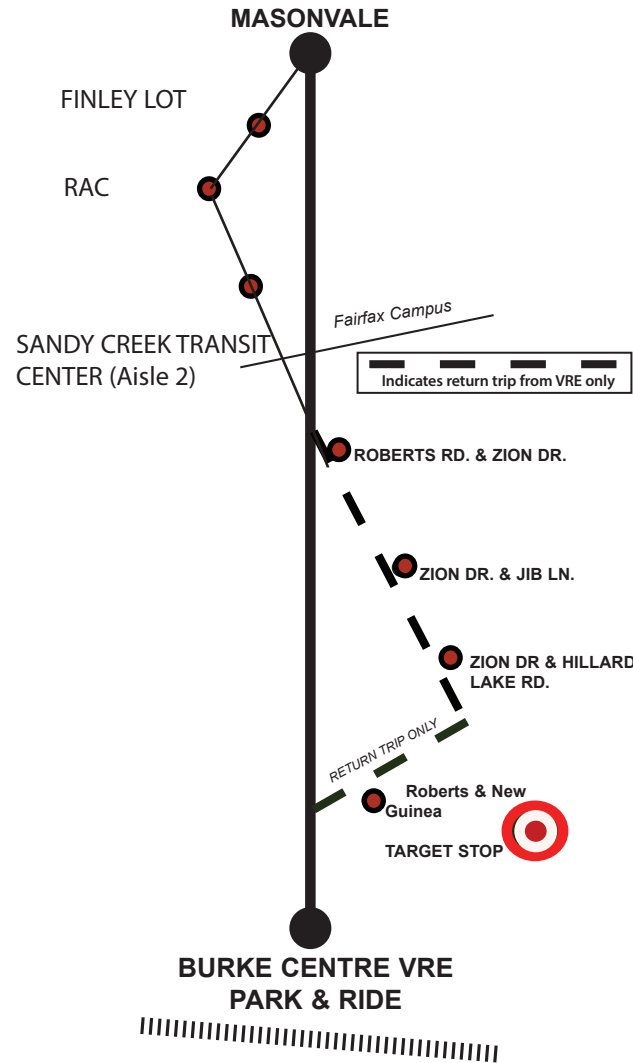 MASONVALE
FINLEY LOT
RAC
Fairfax Campus
SANDY CREEK TRANSIT
CENTER (Aisle 2)
Indicates return trip from VRE only
ROBERTS RD. & ZION DR.
ZION DR. & JIB LN.
ZION DR & HILLARD
LAKE RD.
RETURN TRIP ONLY
Roberts & New
Guinea
TARGET STOP
BURKE CENTRE VRE
PARK & RIDE